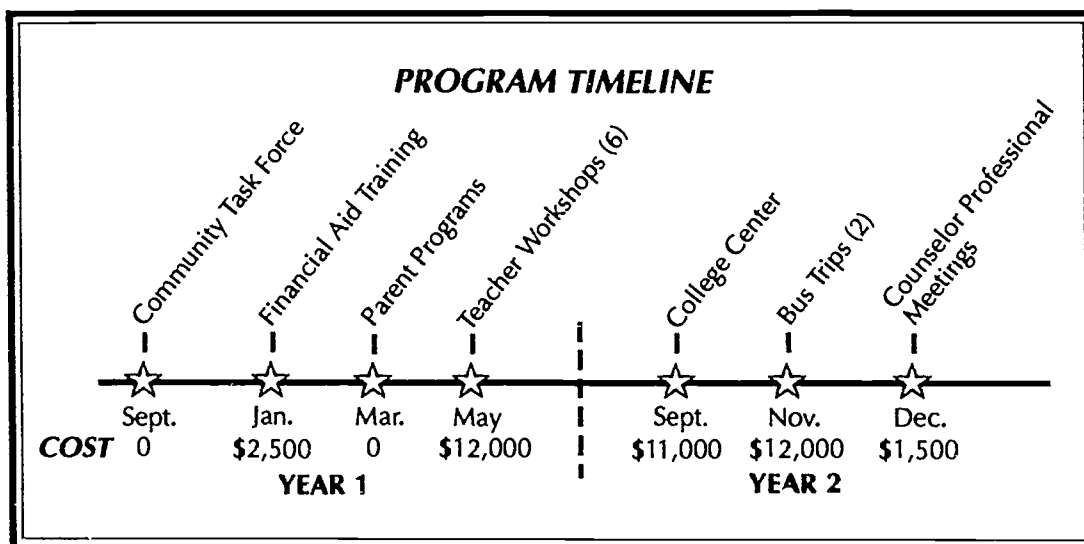 PROGRAM TIMELINE
Community Task Force
Financial Aid Training
Parent Programs
Teacher Workshops (6)
College Center
Bus Trips (2)
Counselor Professional
Meetings
Sept. Jan. Mar. May Sept. Nov. Dec.
COST 0 $2,500 0 $12,000 $11,000 $12,000 $1,500
YEAR 1 YEAR 2